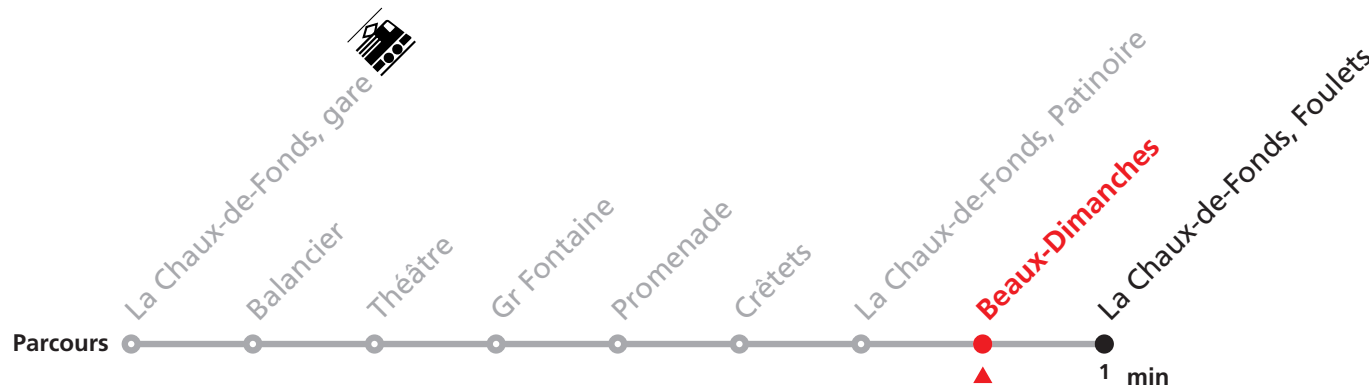 La Chaux-de-Fonds, gare
Balancier
Théâtre
Gr Fontaine
Promenade
Crêtets
La Chaux-de-Fonds, Patinoire
Beaux-Dimanches
La Chaux-de-Fonds, Foulets
Parcours
1 min